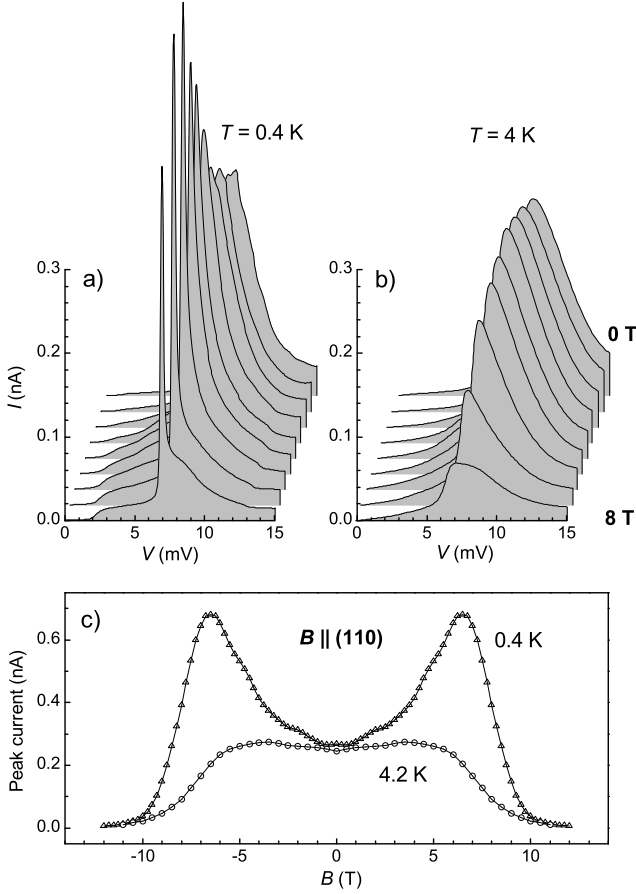 T = 0.4 K
T = 4 K
a)
b)
0.3
0.2
0.1
0.0
I (nA)
0 T
8 T
0 5 10 15
0 5 10 15
V (mV)
V (mV)
c)
B || (110)
0.4 K
4.2 K
0.6
0.4
0.2
0.0
Peak current (nA)
-10 -5 0 5 10
B (T)